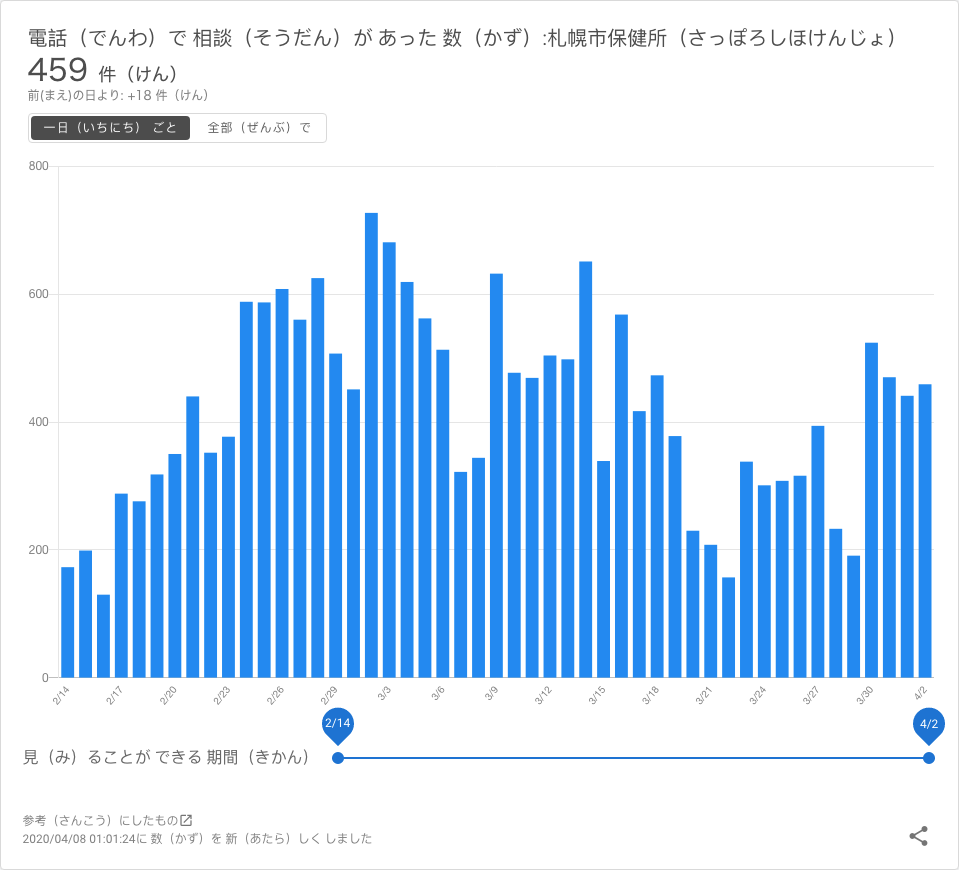 電話（でんわ）で 相談（そうだん）が あった 数（かず）:札幌市保健所（さっぽろしほけんじょ）
459 件（けん）
前(まえ)の日より: +18 件（けん）
一日（いちにち） ごと 全部（ぜんぶ）で
800
600
400
200
0
2/14 2/17 2/20 2/23 2/26 2/29 3/3 3/6 3/9 3/12 3/15 3/18 3/21 3/24 3/27 3/30 4/2
2/14 4/2
見（み）ることが できる 期間（きかん）
参考（さんこう）にしたもの
2020/04/08 01:01:24に 数（かず）を 新（あたら）しく しました